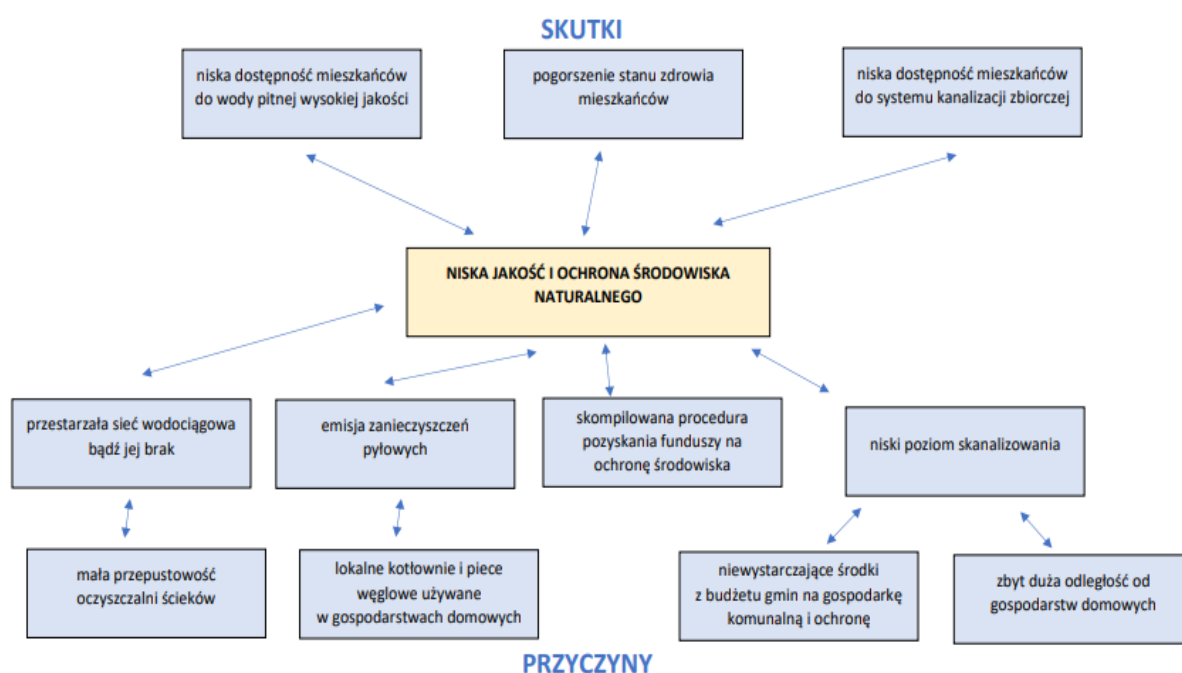 SKUTKI
niska dostępność mieszkańców
do wody pitnej wysokiej jakości
pogorszenie stanu zdrowia
mieszkańców
niska dostępność mieszkańców
do systemu kanalizacji zbiorczej
NISKA JAKOŚĆ I OCHRONA ŚRODOWISKA
NATURALNEGO
przestarzała sieć wodociągowa
bądź jej brak
emisja zanieczyszczeń
pyłowych
skompilowana procedura
pozyskania funduszy na
ochronę środowiska
niski poziom skanalizowania
mała przepustowość
oczyszczalni ścieków
lokalne kotłownie i piece
węglowe używane
w gospodarstwach domowych
niewystarczające środki
z budżetu gmin na gospodarkę
komunalną i ochronę
zbyt duża odległość od
gospodarstw domowych
PRZYCZYNY